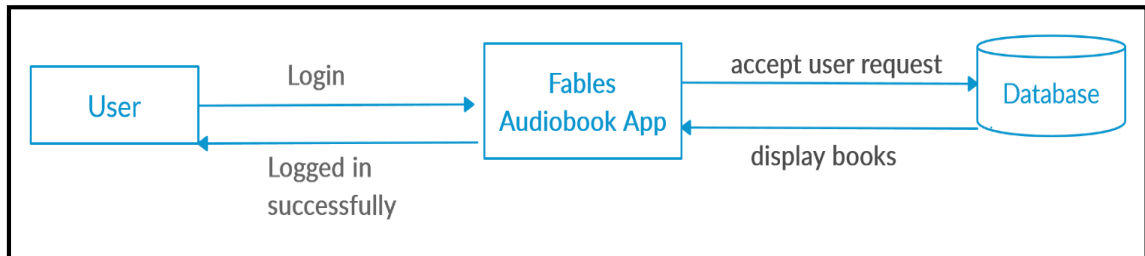 User
Login
Logged in
successfully
Fables
Audiobook App
accept user request
display books
Database